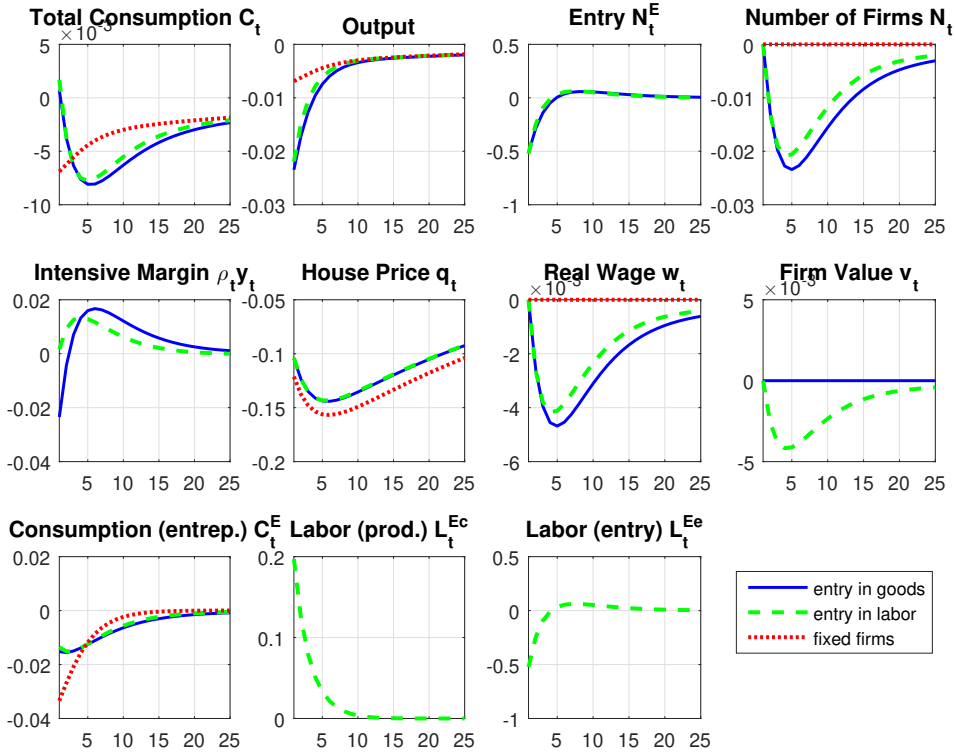 Total Consumption C_t
×10^-3
5
0
-5
-10
5 10 15 20 25
Output
0
-0.01
-0.02
-0.03
5 10 15 20 25
Entry N_t^E
0.5
0
-0.5
-1
5 10 15 20 25
Number of Firms N_t
0
-0.01
-0.02
-0.03
5 10 15 20 25
Intensive Margin ρ_t y_t
0.02
0
-0.02
-0.04
5 10 15 20 25
House Price q_t
-0.05
-0.1
-0.15
-0.2
5 10 15 20 25
Real Wage w_t
×10^-3
0
-2
-4
-6
5 10 15 20 25
Firm Value v_t
×10^-3
5
0
-5
5 10 15 20 25
Consumption (entrep.) C_t^E
0.02
0
-0.02
-0.04
5 10 15 20 25
Labor (prod.) L_t^Ec
0.2
0.1
0
5 10 15 20 25
Labor (entry) L_t^Ee
0.5
0
-0.5
-1
5 10 15 20 25
entry in goods
entry in labor
fixed firms